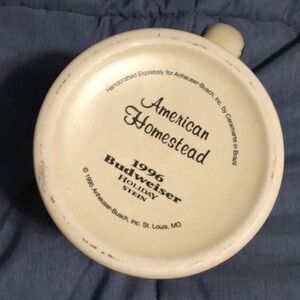 Handcrafted Expressly for Anheuser-Busch, Inc. by Ceramarte in Brazil
American
Homestead
1996
Budweiser
HOLIDAY
STEIN
© 1995 Anheuser-Busch, Inc. St. Louis, MO